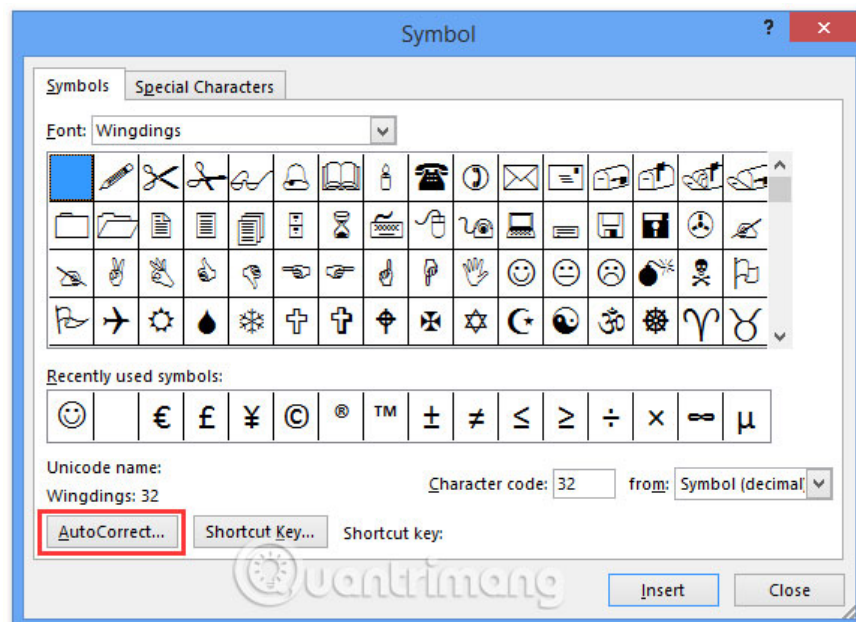 Symbol
?
×
Symbols
Special Characters
Font: Wingdings
Recently used symbols:
€ £ ¥ © ® ™ ± ≠ ≤ ≥ ÷ × ∞ µ
Unicode name:
Wingdings: 32
Character code: 32 from: Symbol (decimal
AutoCorrect... Shortcut Key... Shortcut key:
Quantrimang
Insert Close